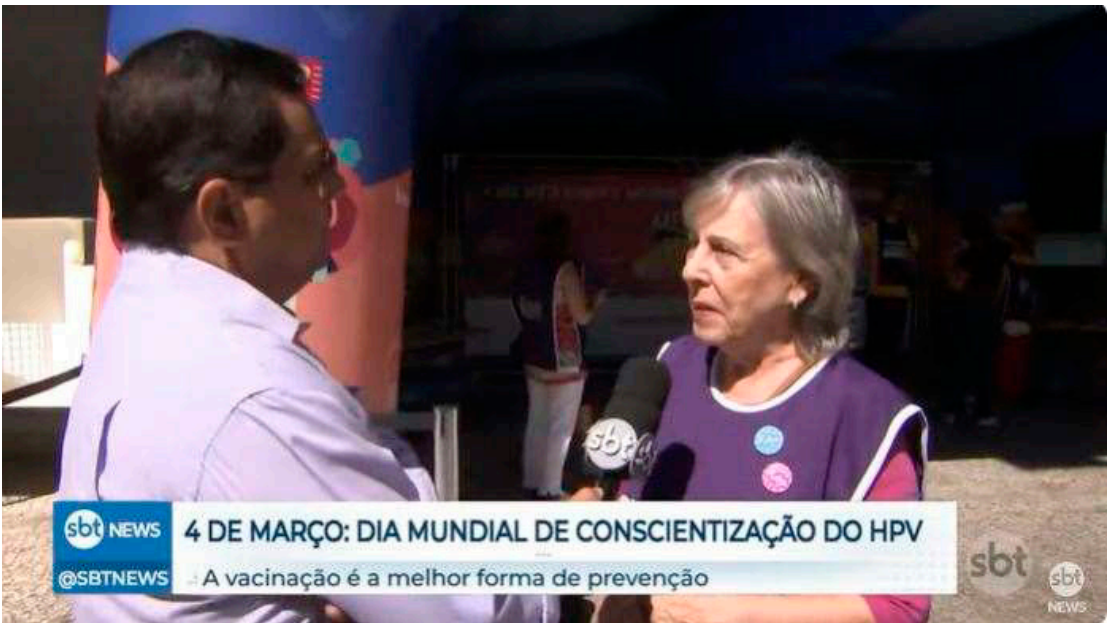 sbt NEWS
4 DE MARÇO: DIA MUNDIAL DE CONSCIENTIZAÇÃO DO HPV
@SBTNEWS
A vacinação é a melhor forma de prevenção
sbt
sbt
sbt
NEWS